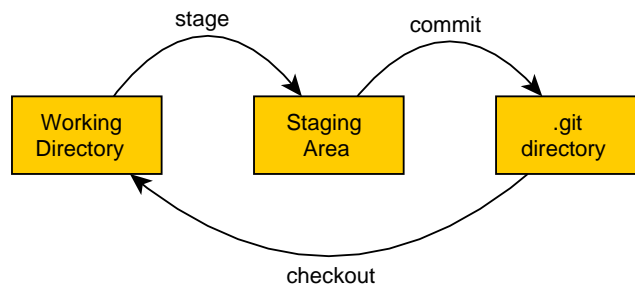 stage
commit
Working
Directory
Staging
Area
.git
directory
checkout